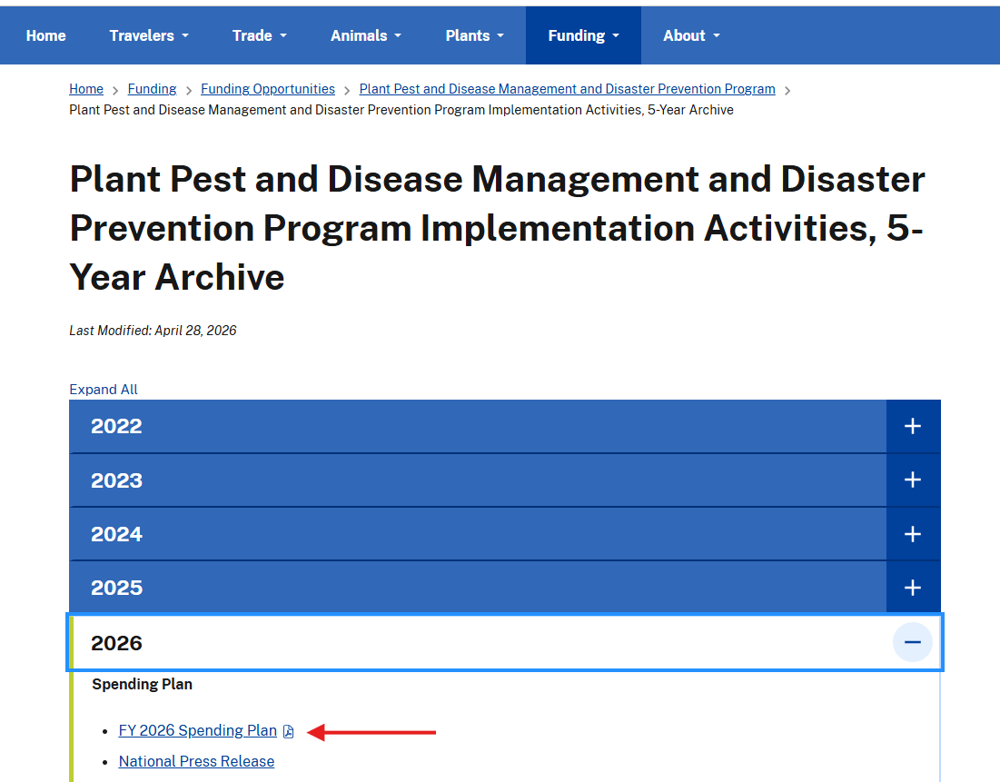 Home Travelers Trade Animals Plants Funding About
Home > Funding > Funding Opportunities > Plant Pest and Disease Management and Disaster Prevention Program >
Plant Pest and Disease Management and Disaster Prevention Program Implementation Activities, 5-Year Archive
Plant Pest and Disease Management and Disaster
Prevention Program Implementation Activities, 5-
Year Archive
Last Modified: April 28, 2026
Expand All
2022
2023
2024
2025
2026
Spending Plan
• FY 2026 Spending Plan
• National Press Release